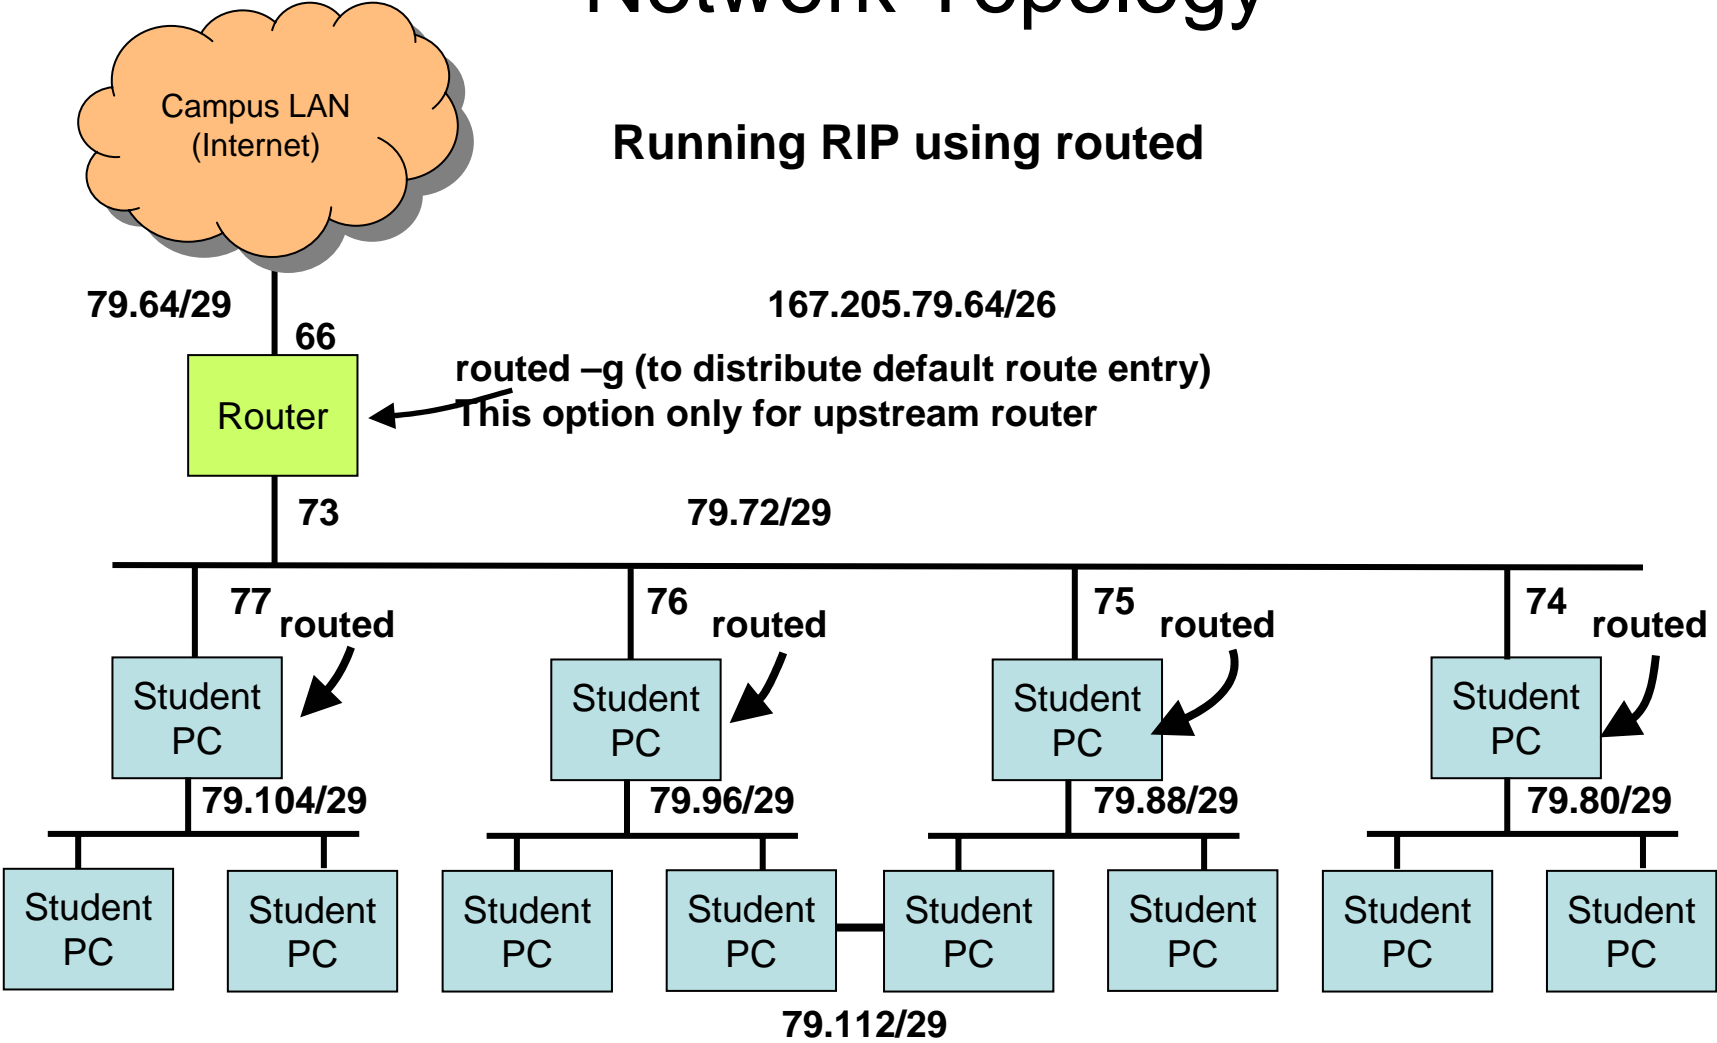 Network Topology
Campus LAN
(Internet)
Running RIP using routed
79.64/29
167.205.79.64/26
66
routed –g (to distribute default route entry)
This option only for upstream router
Router
73
79.72/29
77
routed
76
routed
75
routed
74
routed
Student
PC
Student
PC
Student
PC
Student
PC
79.104/29
79.96/29
79.88/29
79.80/29
Student
PC
Student
PC
Student
PC
Student
PC
Student
PC
Student
PC
Student
PC
Student
PC
79.112/29